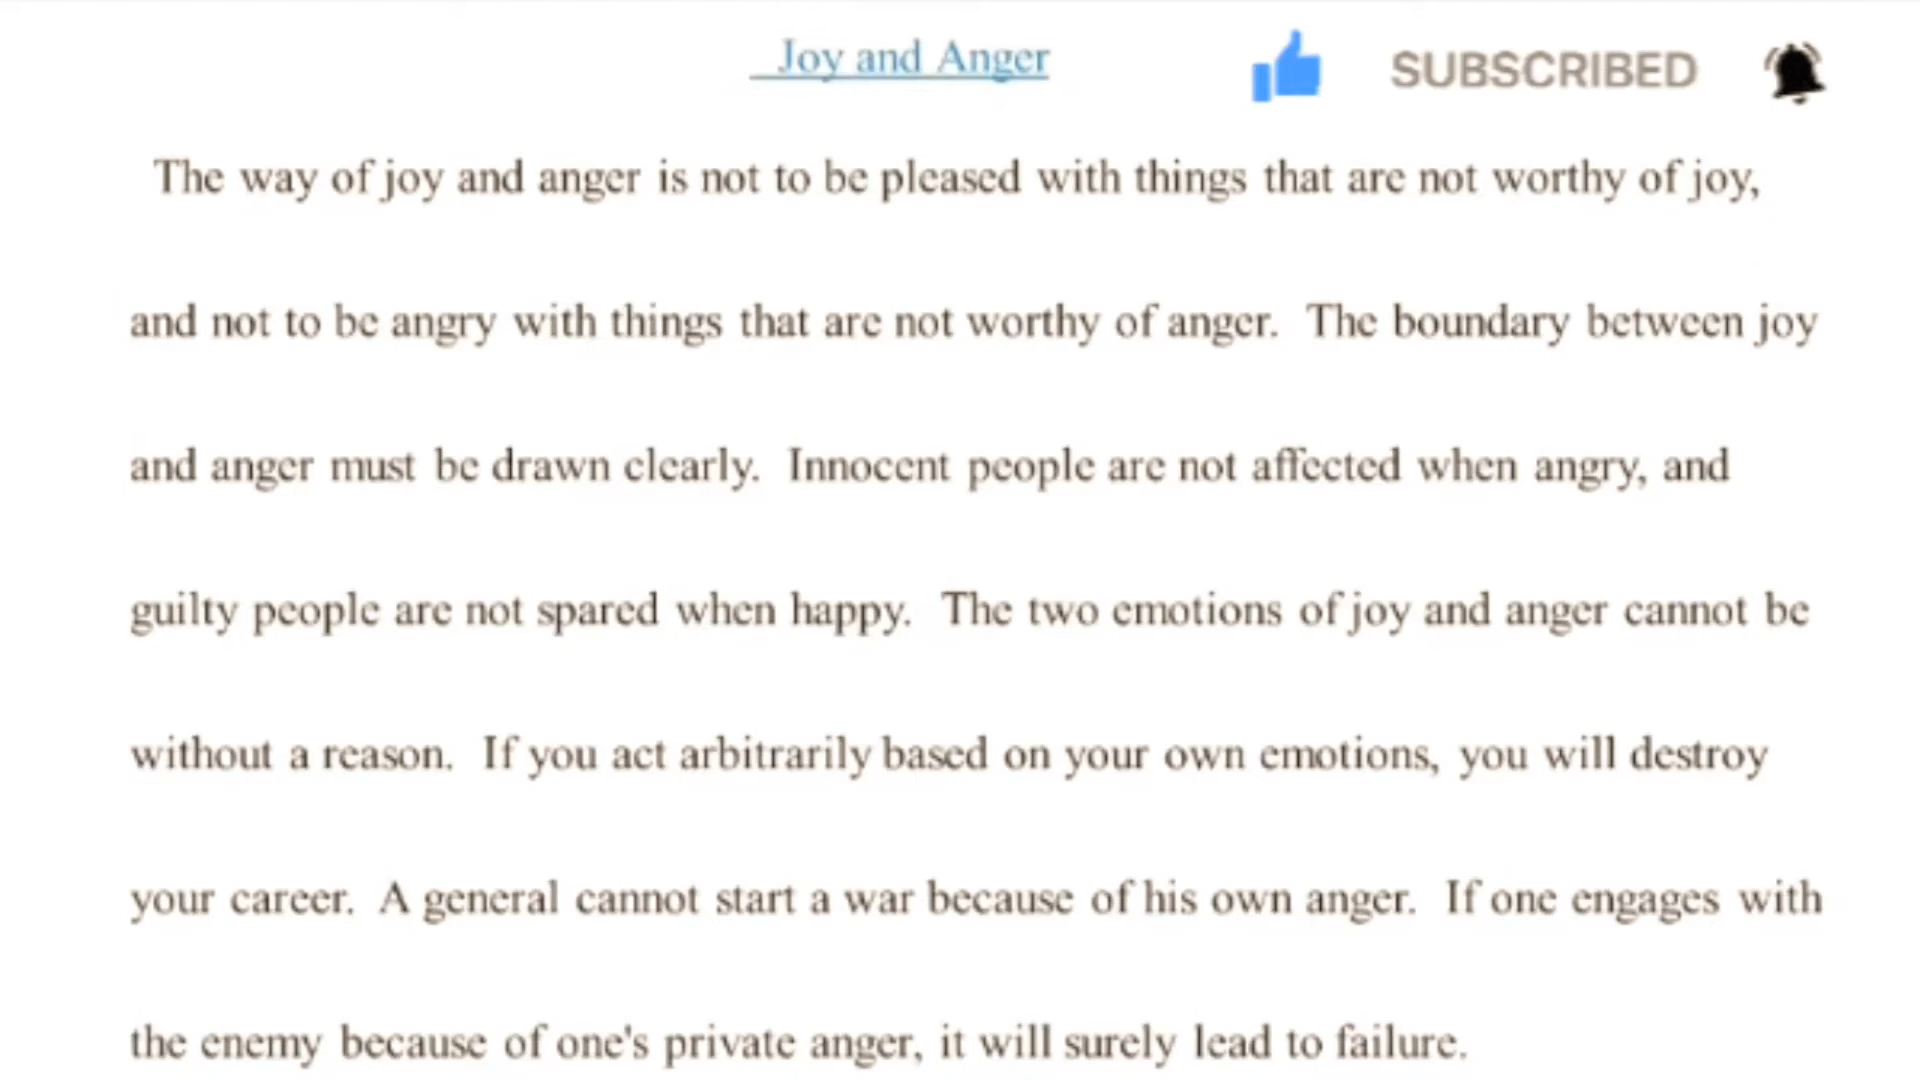 Joy and Anger
SUBSCRIBED
The way of joy and anger is not to be pleased with things that are not worthy of joy,
and not to be angry with things that are not worthy of anger. The boundary between joy
and anger must be drawn clearly. Innocent people are not affected when angry, and
guilty people are not spared when happy. The two emotions of joy and anger cannot be
without a reason. If you act arbitrarily based on your own emotions, you will destroy
your career. A general cannot start a war because of his own anger. If one engages with
the enemy because of one's private anger, it will surely lead to failure.